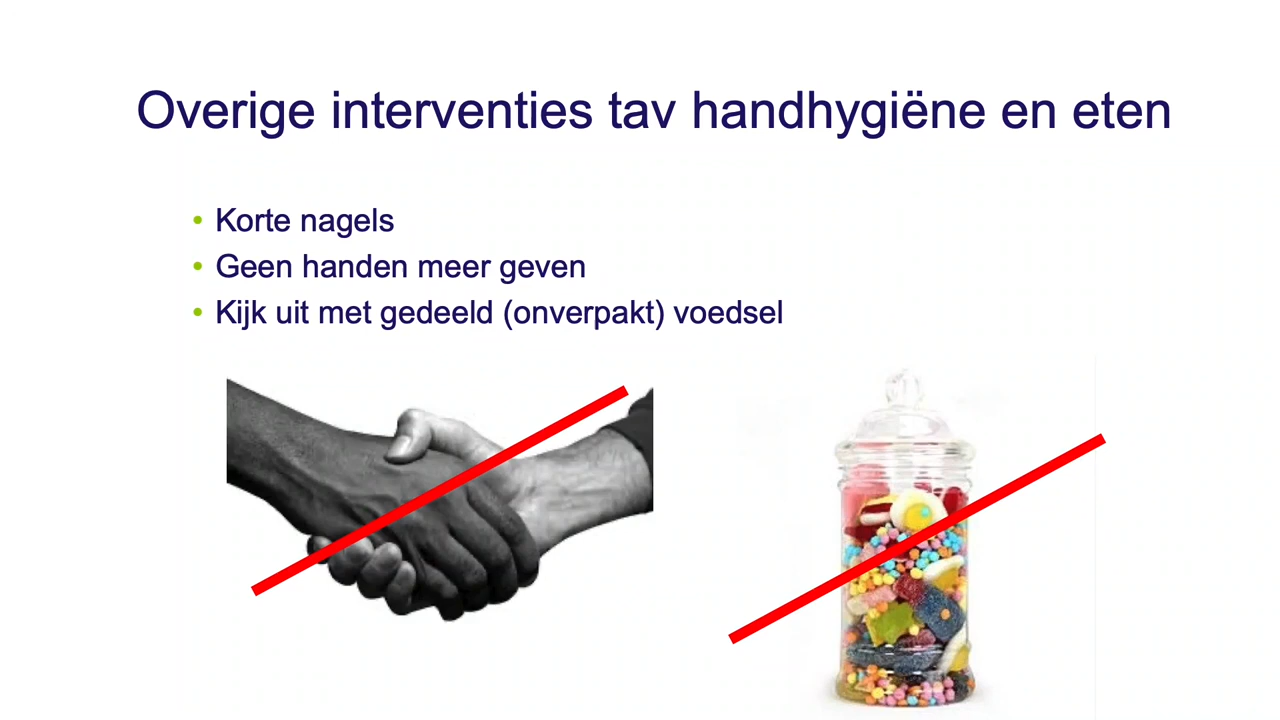 Overige interventies tav handhygiëne en eten
• Korte nagels
• Geen handen meer geven
• Kijk uit met gedeeld (onverpakt) voedsel